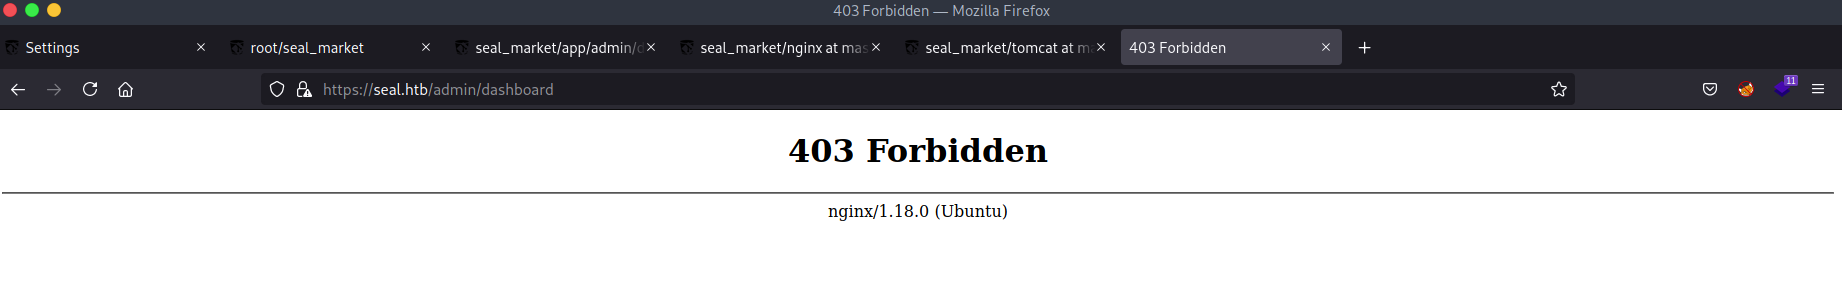 403 Forbidden — Mozilla Firefox
Settings
root/seal_market
seal_market/app/admin/d
seal_market/nginx at mas
seal_market/tomcat at m
403 Forbidden
https://seal.htb/admin/dashboard
11
403 Forbidden
nginx/1.18.0 (Ubuntu)